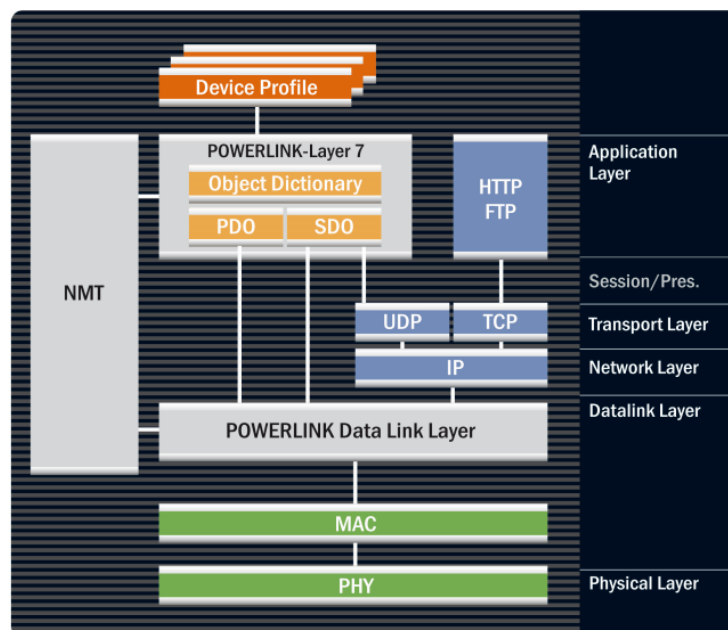 Device Profile
POWERLINK-Layer 7
Object Dictionary
PDO
SDO
HTTP
FTP
Application
Layer
NMT
Session/Pres.
UDP
TCP
Transport Layer
IP
Network Layer
POWERLINK Data Link Layer
Datalink Layer
MAC
PHY
Physical Layer